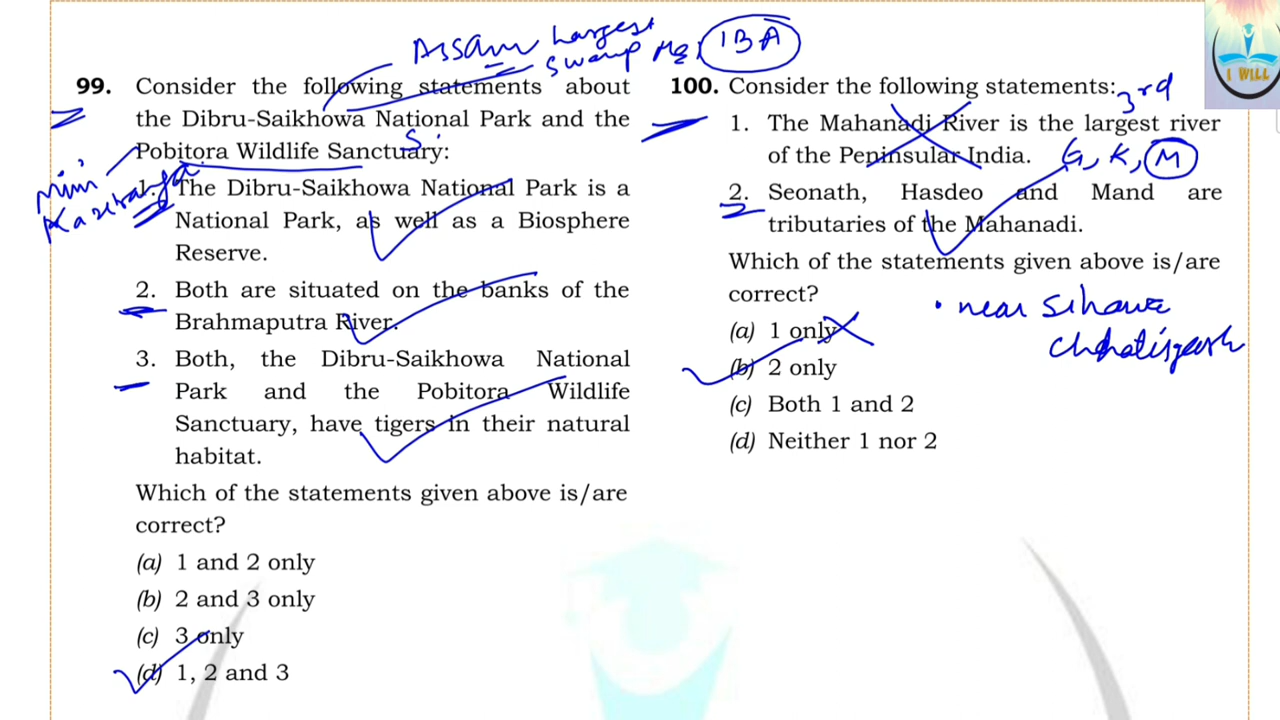 Assam Largest
Swamp
IBA
99. Consider the following statements about
the Dibru-Saikhowa National Park and the
Pobitora Wildlife Sanctuary:
Mini
Kaziranga
1. The Dibru-Saikhowa National Park is a
National Park, as well as a Biosphere
Reserve.
2. Both are situated on the banks of the
Brahmaputra River.
3. Both, the Dibru-Saikhowa National
Park and the Pobitora Wildlife
Sanctuary, have tigers in their natural
habitat.
Which of the statements given above is/are
correct?
(a) 1 and 2 only
(b) 2 and 3 only
(c) 3 only
(d) 1, 2 and 3
100. Consider the following statements:
3rd
1. The Mahanadi River is the largest river
of the Peninsular India.
G, K, M
2. Seonath, Hasdeo and Mand are
tributaries of the Mahanadi.
Which of the statements given above is/are
correct?
• near Sihawa
Chhatisgarh
(a) 1 only
(b) 2 only
(c) Both 1 and 2
(d) Neither 1 nor 2
I WILL